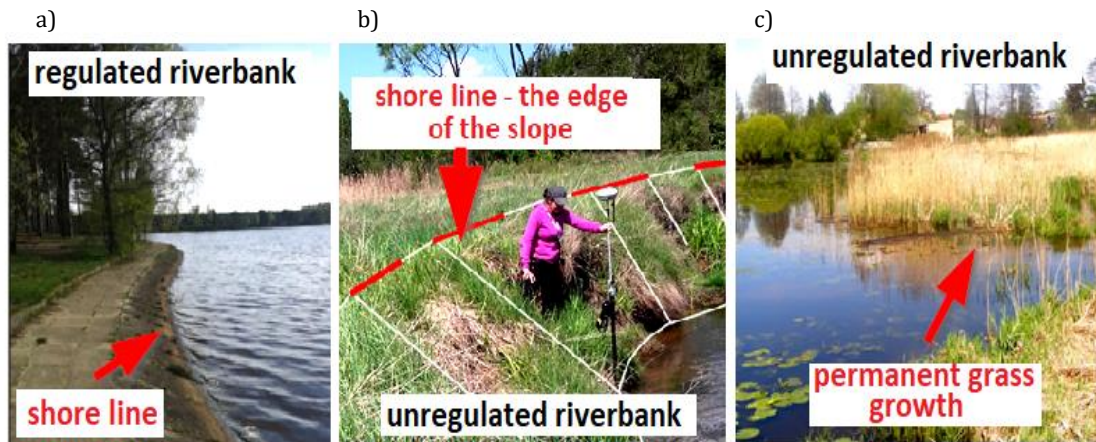 a)
b)
c)
regulated riverbank
shore line
shore line - the edge
of the slope
unregulated riverbank
unregulated riverbank
permanent grass
growth